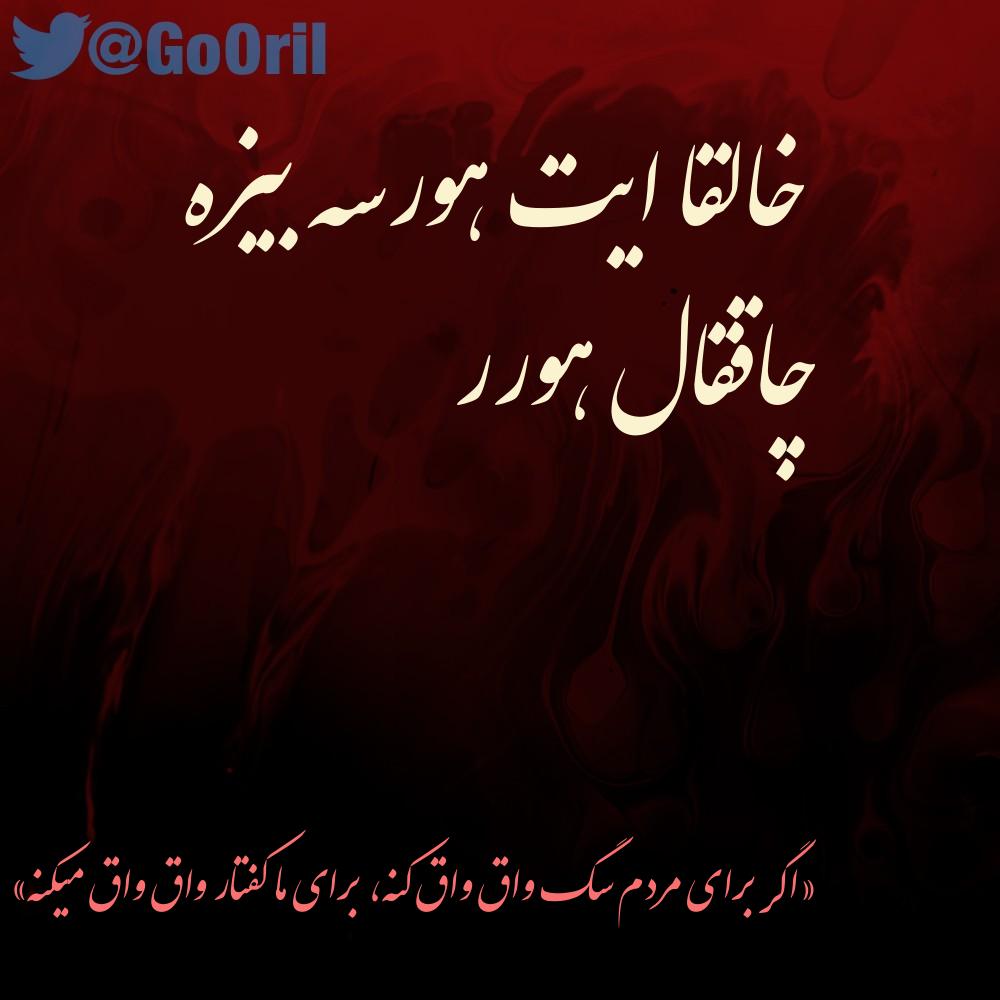 @GoOril
خالقا ایت هورسه بیزه
چاققال هورر
«اگر برای مردم سگ واق واق کنه، برای ما کفتار واق واق میکنه»